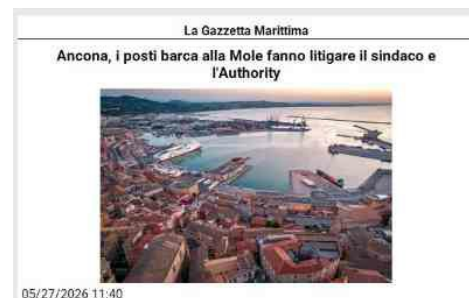 La Gazzetta Marittima
Ancona, i posti barca alla Mole fanno litigare il sindaco e
l'Authority
05/27/2026 11:40